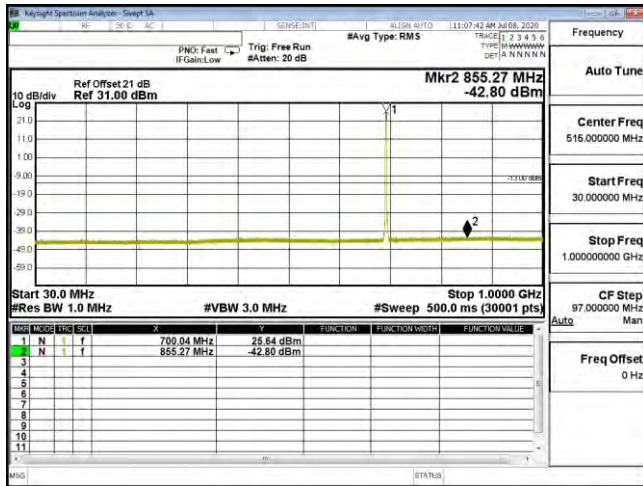 Keysight Spectrum Analyzer - Swept SA
RF 50 Ω AC SENSE:INT ALIGN AUTO 11:07:42 AM Jul 08, 2020
#Avg Type: RMS
TRACE 1 2 3 4 5 6
TYPE M WWWWW
DET A N N N N N
PNO: Fast Trig: Free Run
IFGain:Low #Atten: 20 dB
Mkr2 855.27 MHz
-42.80 dBm
Ref Offset 21 dB
10 dB/div Ref 31.00 dBm
Log
21.0
11.0
1.00
-9.00
-13.00 dBm
-19.0
-29.0
-39.0
-49.0
-59.0
1
2
Start 30.0 MHz Stop 1.0000 GHz
#Res BW 1.0 MHz #VBW 3.0 MHz #Sweep 500.0 ms (30001 pts)
MKR MODE TRC SCL X Y FUNCTION FUNCTION WIDTH FUNCTION VALUE
1 N 1 f 700.04 MHz 25.64 dBm
2 N 1 f 855.27 MHz -42.80 dBm
3
4
5
6
7
8
9
10
11
MSG STATUS
Frequency
Auto Tune
Center Freq
515.000000 MHz
Start Freq
30.000000 MHz
Stop Freq
1.000000000 GHz
CF Step
97.000000 MHz
Auto Man
Freq Offset
0 Hz